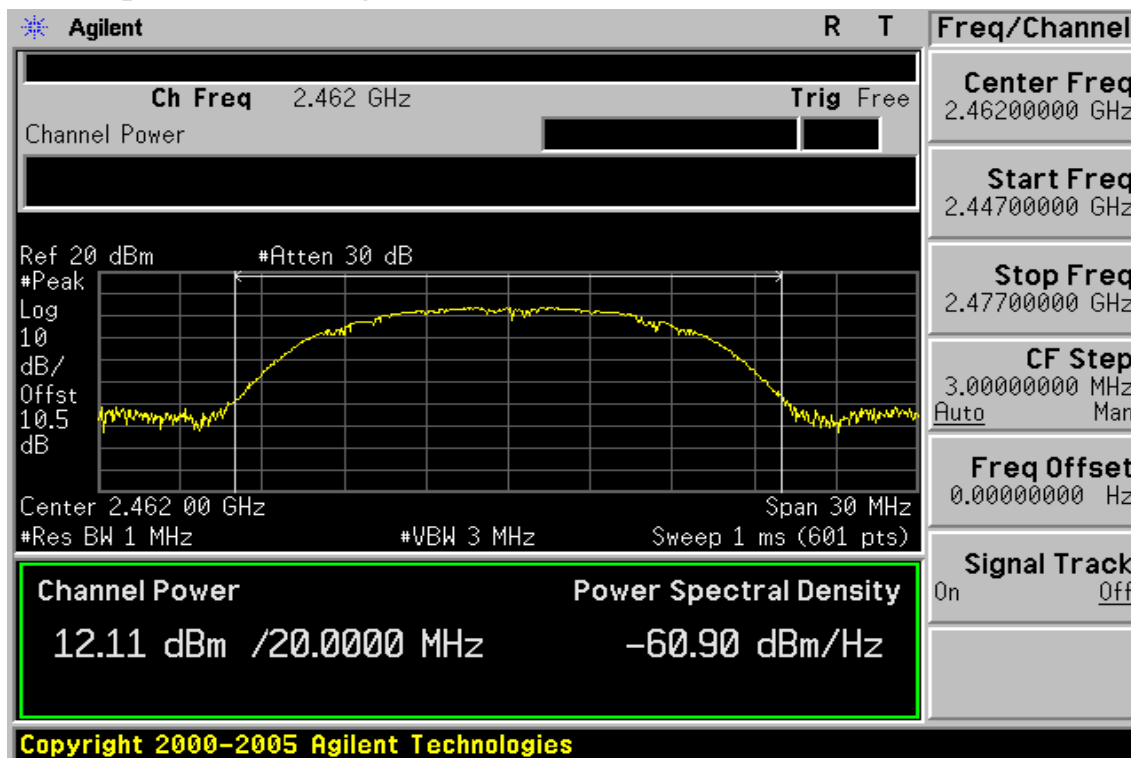 Agilent R T
Ch Freq 2.462 GHz Trig Free
Channel Power
Ref 20 dBm #Atten 30 dB
#Peak
Log
10
dB/
Offst
10.5
dB
Center 2.462 00 GHz Span 30 MHz
#Res BW 1 MHz #VBW 3 MHz Sweep 1 ms (601 pts)
Channel Power Power Spectral Density
12.11 dBm /20.0000 MHz -60.90 dBm/Hz
Copyright 2000-2005 Agilent Technologies
Freq/Channel
Center Freq
2.46200000 GHz
Start Freq
2.44700000 GHz
Stop Freq
2.47700000 GHz
CF Step
3.00000000 MHz
Auto Man
Freq Offset
0.00000000 Hz
Signal Track
On Off